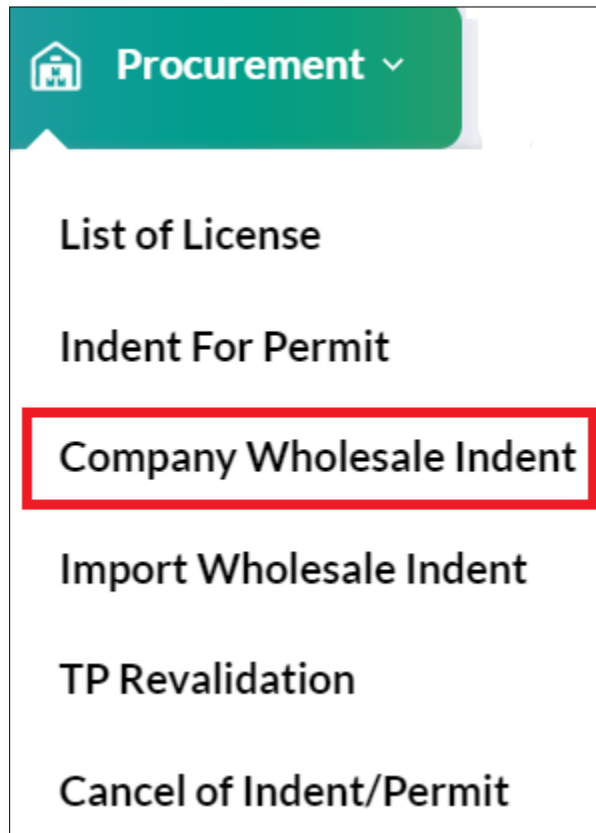 Procurement
List of License
Indent For Permit
Company Wholesale Indent
Import Wholesale Indent
TP Revalidation
Cancel of Indent/Permit